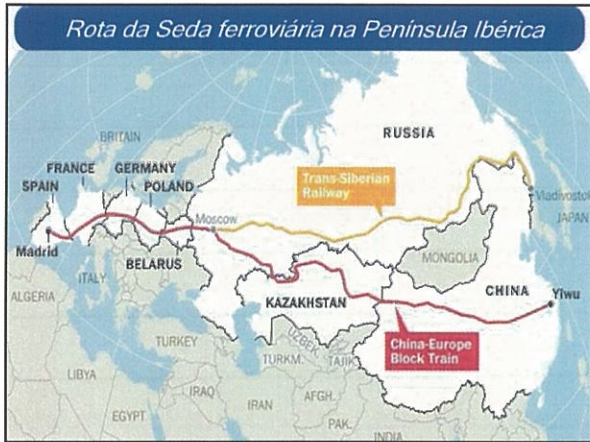 Rota da Seda ferroviária na Península Ibérica
RUSSIA
BRITAIN
FRANCE
GERMANY
SPAIN
POLAND
Trans-Siberian
Railway
Moscow
Vladivostok
JAPAN
Madrid
BELARUS
MONGOLIA
ITALY
KAZAKHSTAN
CHINA
Yiwu
ALGERIA
TURKEY
UZBEK.
TURKM.
TAJIK.
China-Europe
Block Train
LIBYA
IRAQ
IRAN
AFGH.
EGYPT
PAK.
INDIA